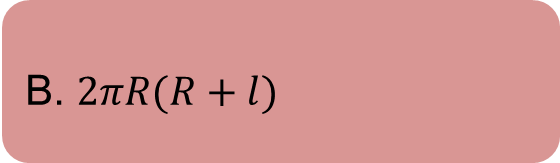 B. 2𝜋𝑅(𝑅 + 𝑙)